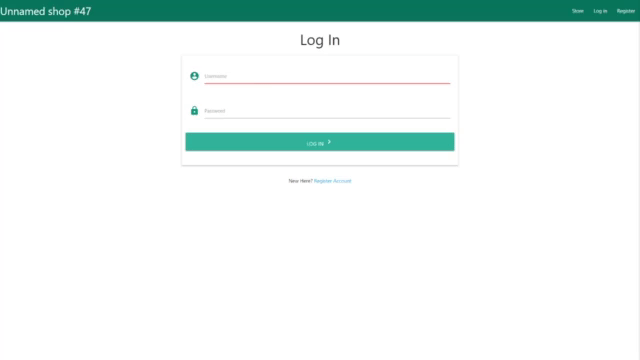 Unnamed shop #47
Store Log in Register
Log In
Username
Password
LOG IN
New Here? Register Account